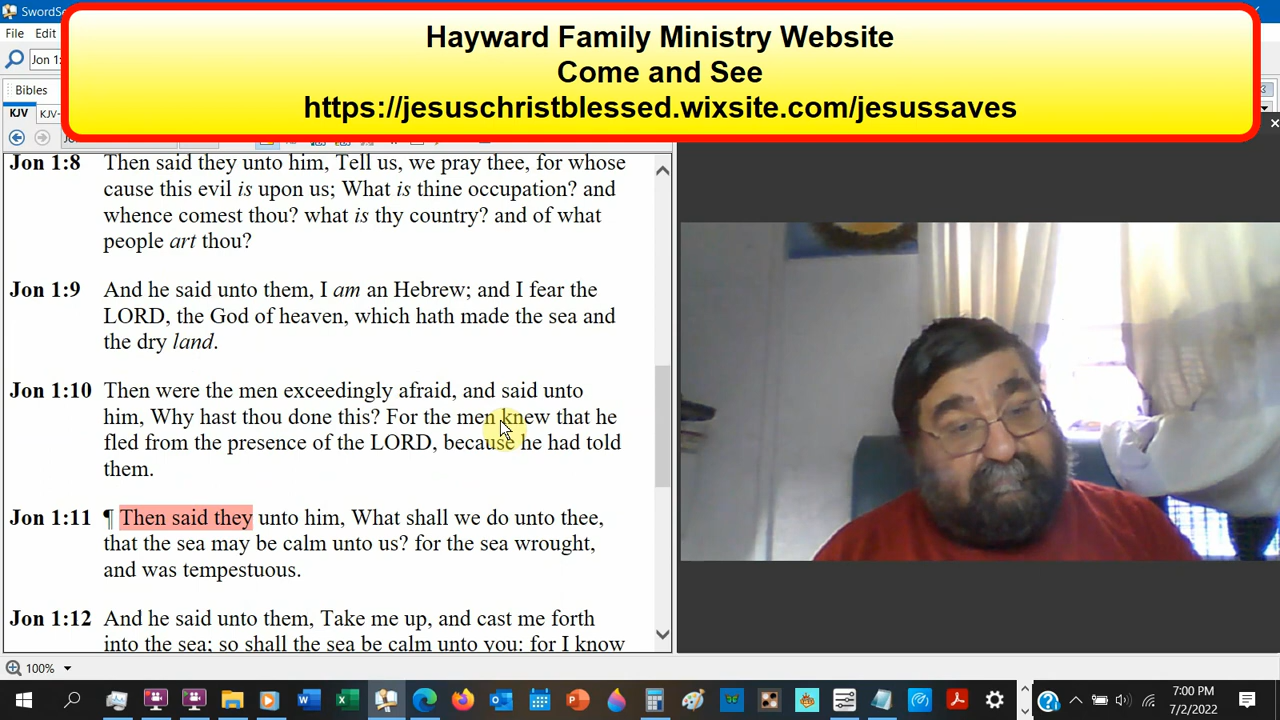 SwordSe
File Edit
Jon 1:
Bibles
KJV KJV-
Hayward Family Ministry Website
Come and See
https://jesuschristblessed.wixsite.com/jesussaves
Jon 1:8 Then said they unto him, Tell us, we pray thee, for whose
cause this evil is upon us; What is thine occupation? and
whence comest thou? what is thy country? and of what
people art thou?
Jon 1:9 And he said unto them, I am an Hebrew; and I fear the
LORD, the God of heaven, which hath made the sea and
the dry land.
Jon 1:10 Then were the men exceedingly afraid, and said unto
him, Why hast thou done this? For the men knew that he
fled from the presence of the LORD, because he had told
them.
Jon 1:11 ¶ Then said they unto him, What shall we do unto thee,
that the sea may be calm unto us? for the sea wrought,
and was tempestuous.
Jon 1:12 And he said unto them, Take me up, and cast me forth
into the sea; so shall the sea be calm unto you: for I know
100%
7:00 PM
7/2/2022